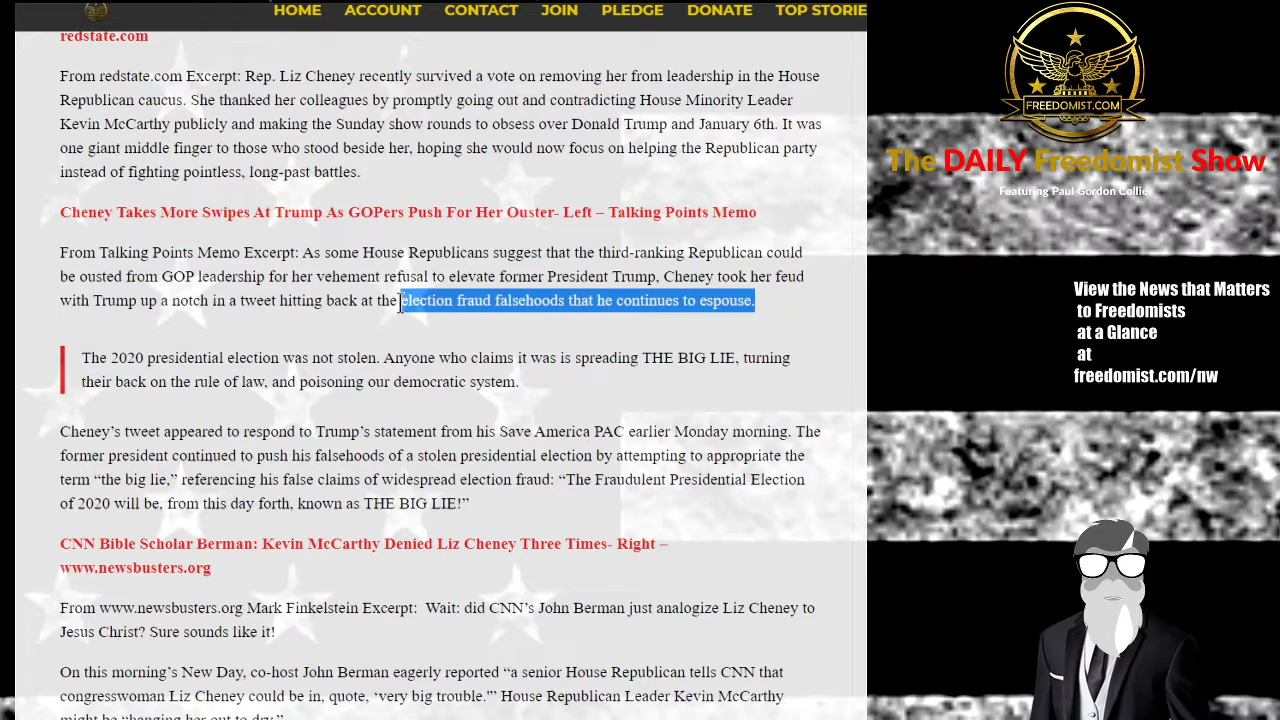 HOME ACCOUNT CONTACT JOIN PLEDGE DONATE TOP STORIE
redstate.com
From redstate.com Excerpt: Rep. Liz Cheney recently survived a vote on removing her from leadership in the House
Republican caucus. She thanked her colleagues by promptly going out and contradicting House Minority Leader
Kevin McCarthy publicly and making the Sunday show rounds to obsess over Donald Trump and January 6th. It was
one giant middle finger to those who stood beside her, hoping she would now focus on helping the Republican party
instead of fighting pointless, long-past battles.
Cheney Takes More Swipes At Trump As GOPers Push For Her Ouster- Left – Talking Points Memo
From Talking Points Memo Excerpt: As some House Republicans suggest that the third-ranking Republican could
be ousted from GOP leadership for her vehement refusal to elevate former President Trump, Cheney took her feud
with Trump up a notch in a tweet hitting back at the election fraud falsehoods that he continues to espouse.
The 2020 presidential election was not stolen. Anyone who claims it was is spreading THE BIG LIE, turning
their back on the rule of law, and poisoning our democratic system.
Cheney’s tweet appeared to respond to Trump’s statement from his Save America PAC earlier Monday morning. The
former president continued to push his falsehoods of a stolen presidential election by attempting to appropriate the
term “the big lie,” referencing his false claims of widespread election fraud: “The Fraudulent Presidential Election
of 2020 will be, from this day forth, known as THE BIG LIE!”
CNN Bible Scholar Berman: Kevin McCarthy Denied Liz Cheney Three Times- Right –
www.newsbusters.org
From www.newsbusters.org Mark Finkelstein Excerpt:  Wait: did CNN’s John Berman just analogize Liz Cheney to
Jesus Christ? Sure sounds like it!
On this morning’s New Day, co-host John Berman eagerly reported “a senior House Republican tells CNN that
congresswoman Liz Cheney could be in, quote, ‘very big trouble.’” House Republican Leader Kevin McCarthy
might be “hanging her out to dry.”
FREEDOMIST.COM
The DAILY Freedomist Show
Featuring Paul Gordon Collie
View the News that Matters
to Freedomists
at a Glance
at
freedomist.com/nw